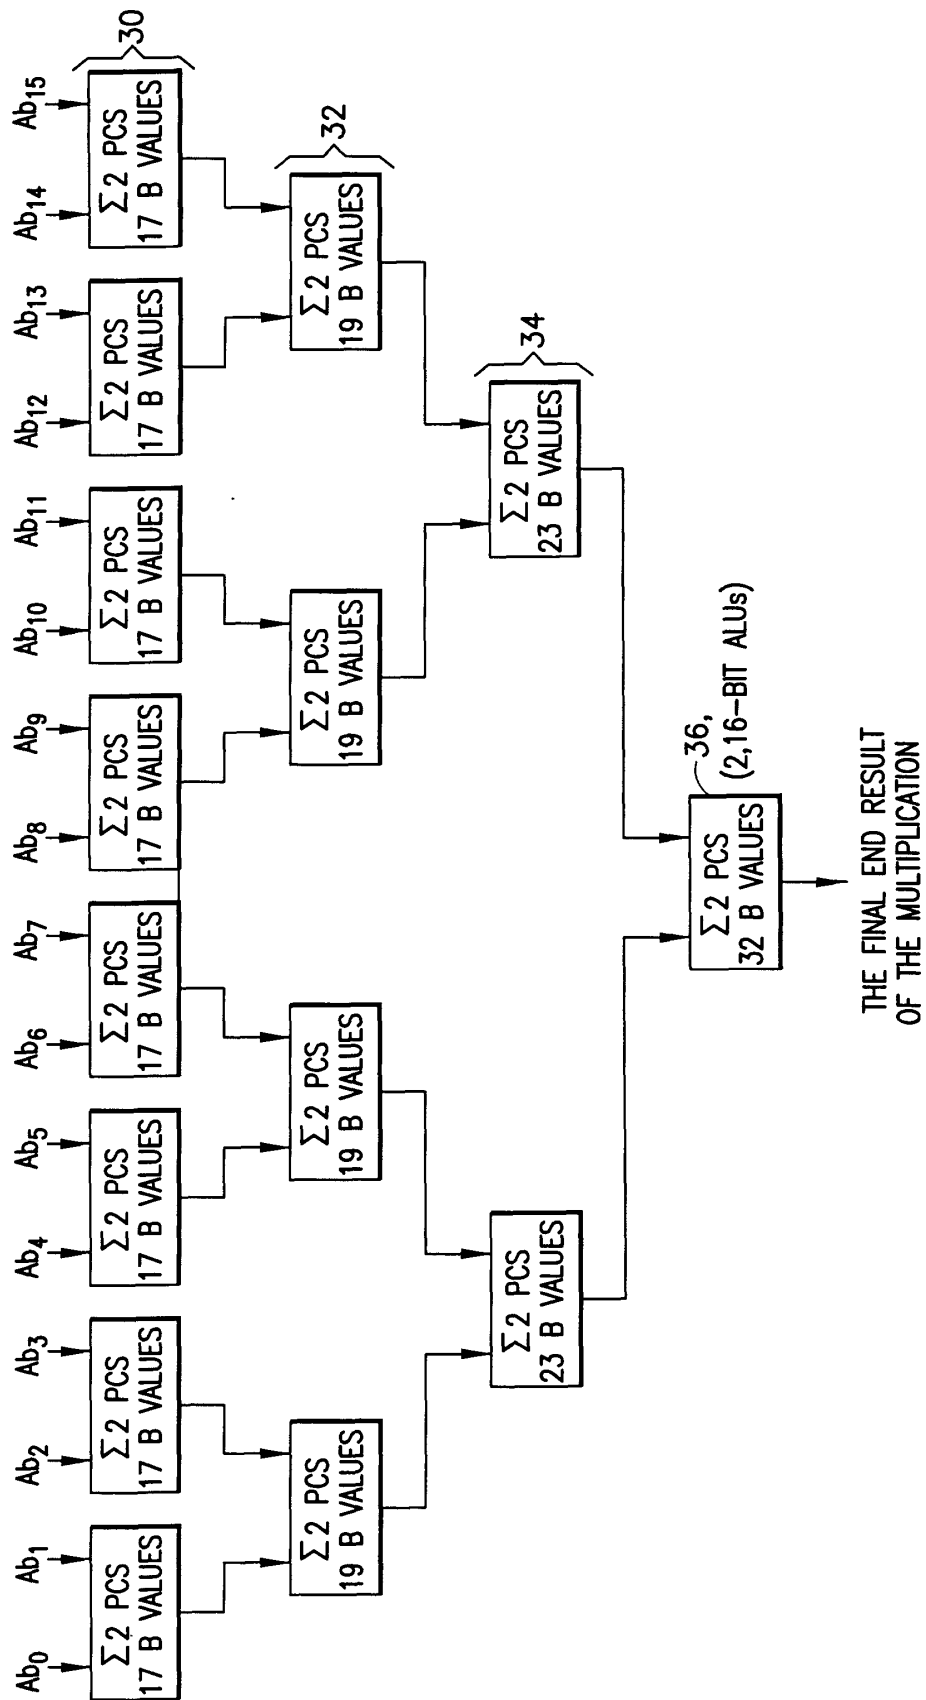 Ab0 Ab1 Ab2 Ab3 Ab4 Ab5 Ab6 Ab7 Ab8 Ab9 Ab10 Ab11 Ab12 Ab13 Ab14 Ab15
Σ2 PCS
17 B VALUES
Σ2 PCS
17 B VALUES
Σ2 PCS
17 B VALUES
Σ2 PCS
17 B VALUES
Σ2 PCS
17 B VALUES
Σ2 PCS
17 B VALUES
Σ2 PCS
17 B VALUES
Σ2 PCS
17 B VALUES
30
Σ2 PCS
19 B VALUES
Σ2 PCS
19 B VALUES
Σ2 PCS
19 B VALUES
Σ2 PCS
19 B VALUES
32
Σ2 PCS
23 B VALUES
Σ2 PCS
23 B VALUES
34
Σ2 PCS
32 B VALUES
36,
(2,16-BIT ALUs)
THE FINAL END RESULT
OF THE MULTIPLICATION